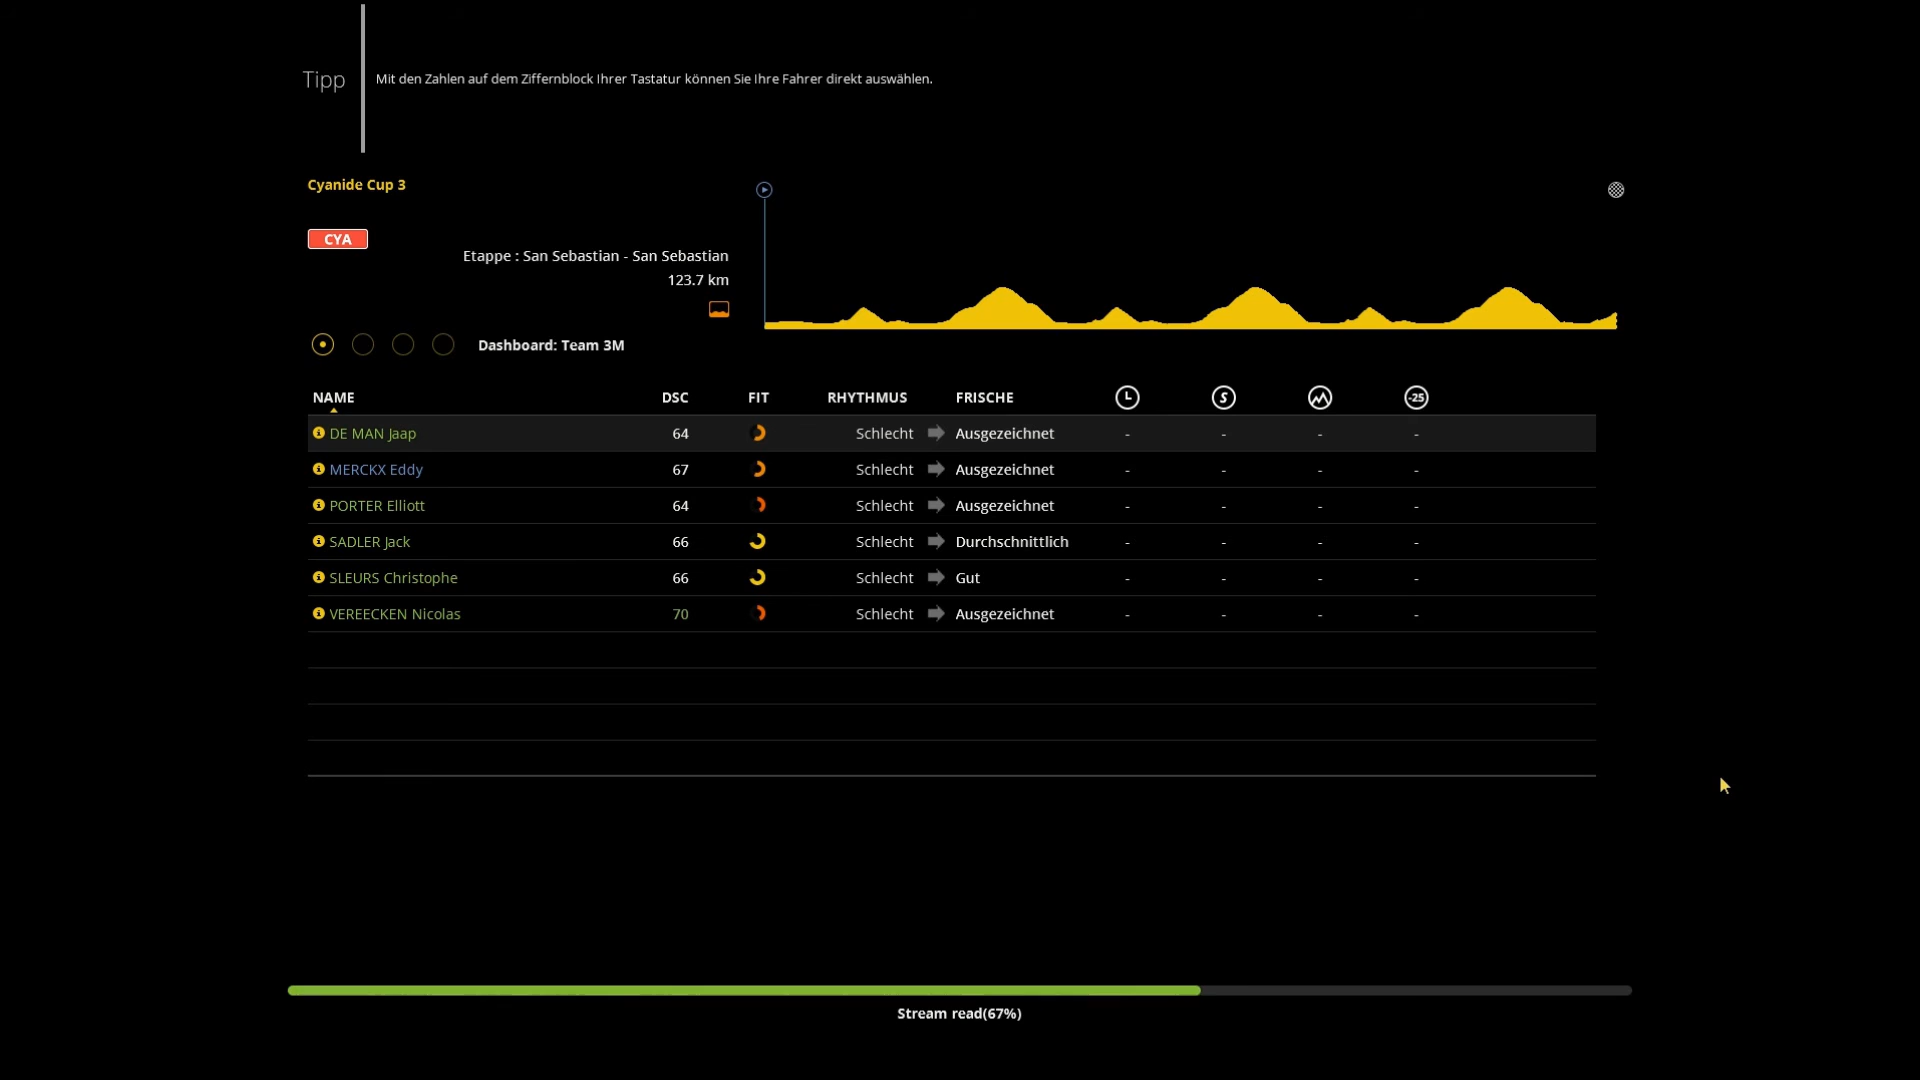 Tipp
Mit den Zahlen auf dem Ziffernblock Ihrer Tastatur können Sie Ihre Fahrer direkt auswählen.
Cyanide Cup 3
CYA
Etappe : San Sebastian - San Sebastian
123.7 km
Dashboard: Team 3M
NAME DSC FIT RHYTHMUS FRISCHE S -25
DE MAN Jaap 64 Schlecht Ausgezeichnet - - - -
MERCKX Eddy 67 Schlecht Ausgezeichnet - - - -
PORTER Elliott 64 Schlecht Ausgezeichnet - - - -
SADLER Jack 66 Schlecht Durchschnittlich - - - -
SLEURS Christophe 66 Schlecht Gut - - - -
VEREECKEN Nicolas 70 Schlecht Ausgezeichnet - - - -
Stream read(67%)